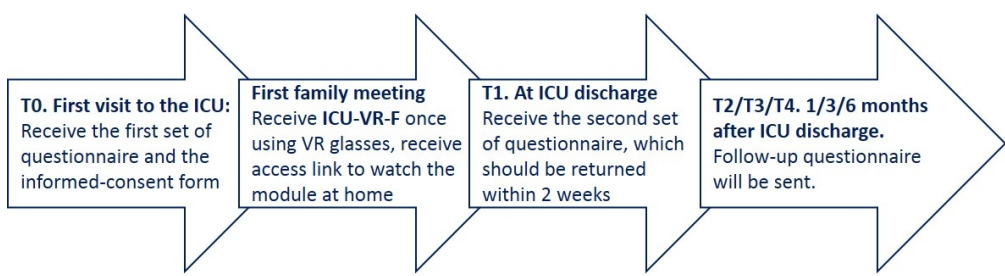 T0. First visit to the ICU:
Receive the first set of
questionnaire and the
informed-consent form
First family meeting
Receive ICU-VR-F once
using VR glasses, receive
access link to watch the
module at home
T1. At ICU discharge
Receive the second set
of questionnaire, which
should be returned
within 2 weeks
T2/T3/T4. 1/3/6 months
after ICU discharge.
Follow-up questionnaire
will be sent.